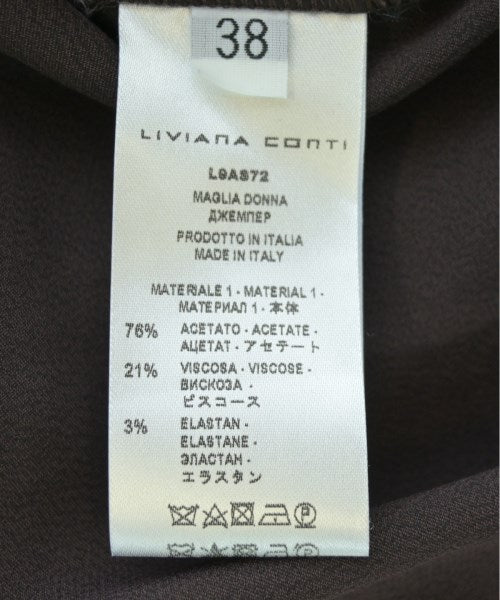 38
LIVIANA CONTI
L9AS72
MAGLIA DONNA
ДЖЕМПЕР
PRODOTTO IN ITALIA
MADE IN ITALY
MATERIALE 1 - MATERIAL 1 -
МАТЕРИАЛ 1 - 本体
76% ACETATO - ACETATE -
АЦЕТАТ - アセテート
21% VISCOSA - VISCOSE -
ВИСКОЗА -
ビスコース
3% ELASTAN -
ELASTANE -
ЭЛАСТАН -
エラスタン
P